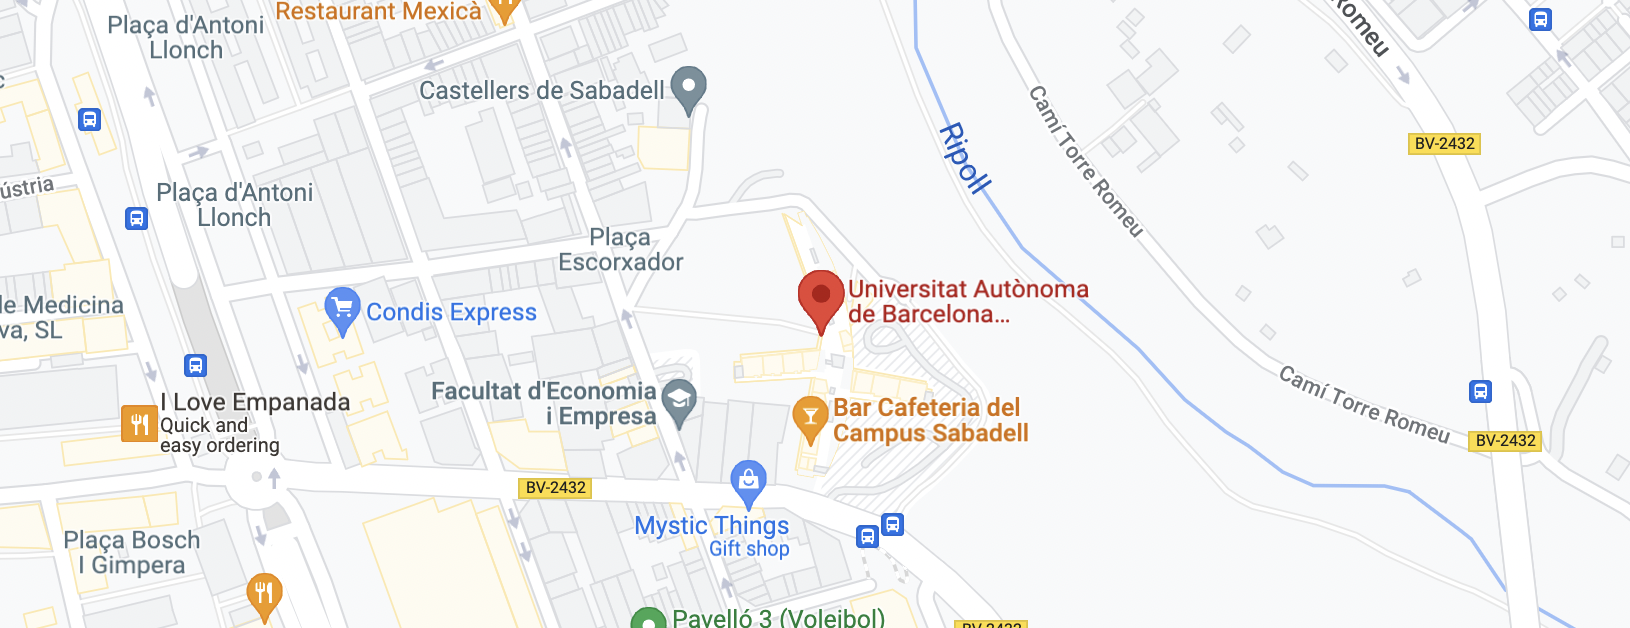 Restaurant Mexicà
Plaça d'Antoni
Llonch
Romeu
Castellers de Sabadell
Camí Torre Romeu
Ripoll
BV-2432
ústria
Plaça d'Antoni
Llonch
Plaça
Escorxador
Universitat Autònoma
de Barcelona...
le Medicina
va, SL
Condis Express
Camí Torre Romeu
Facultat d'Economia
i Empresa
I Love Empanada
Quick and
easy ordering
Bar Cafeteria del
Campus Sabadell
BV-2432
BV-2432
Mystic Things
Gift shop
Plaça Bosch
I Gimpera
Pavelló 3 (Voleibol)
BV-2432